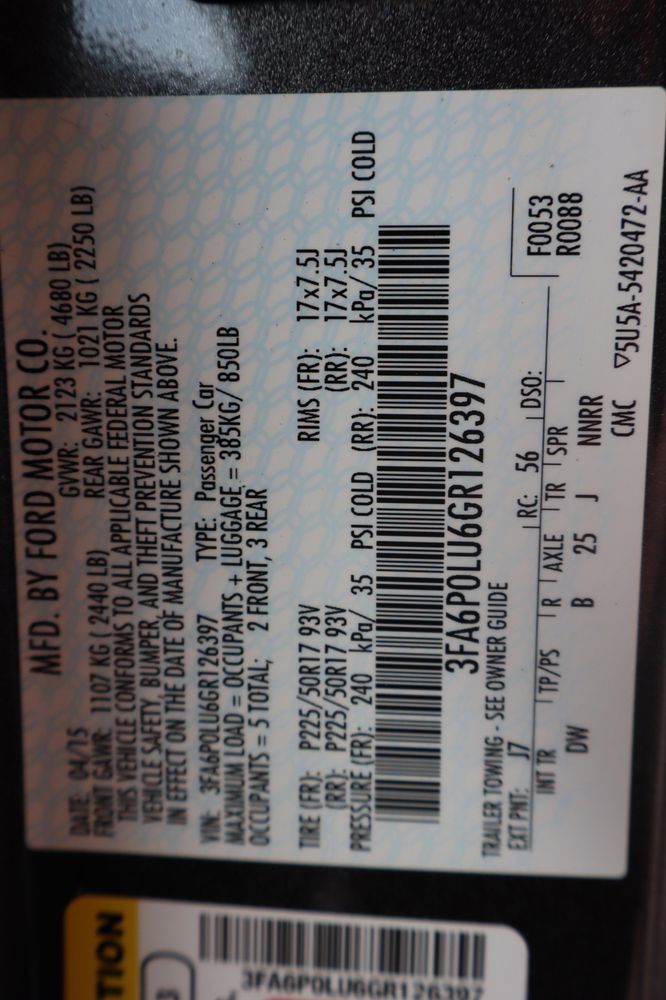 MFD. BY FORD MOTOR CO.
DATE: 04/15 GVWR: 2123 KG ( 4680 LB)
FRONT GAWR: 1107 KG ( 2440 LB) REAR GAWR: 1021 KG ( 2250 LB)
THIS VEHICLE CONFORMS TO ALL APPLICABLE FEDERAL MOTOR
VEHICLE SAFETY, BUMPER, AND THEFT PREVENTION STANDARDS
IN EFFECT ON THE DATE OF MANUFACTURE SHOWN ABOVE.
VIN: 3FA6P0LU6GR126397 TYPE: Passenger Car
MAXIMUM LOAD = OCCUPANTS + LUGGAGE = 385KG/ 850LB
OCCUPANTS = 5 TOTAL; 2 FRONT, 3 REAR
TIRE (FR): P225/50R17 93V RIMS (FR): 17x7.5J
(RR): P225/50R17 93V (RR): 17x7.5J
PRESSURE (FR): 240 kPa/ 35 PSI COLD (RR): 240 kPa/ 35 PSI COLD
3FA6P0LU6GR126397
TRAILER TOWING - SEE OWNER GUIDE
F0053
R0088
EXT PNT: J7 RC: 56 DSO:
INT TR TP/PS R AXLE TR SPR
DW B 25 J NNRR
CMC ▽5U5A-5420472-AA
TION
3FA6P0LU6GR126397